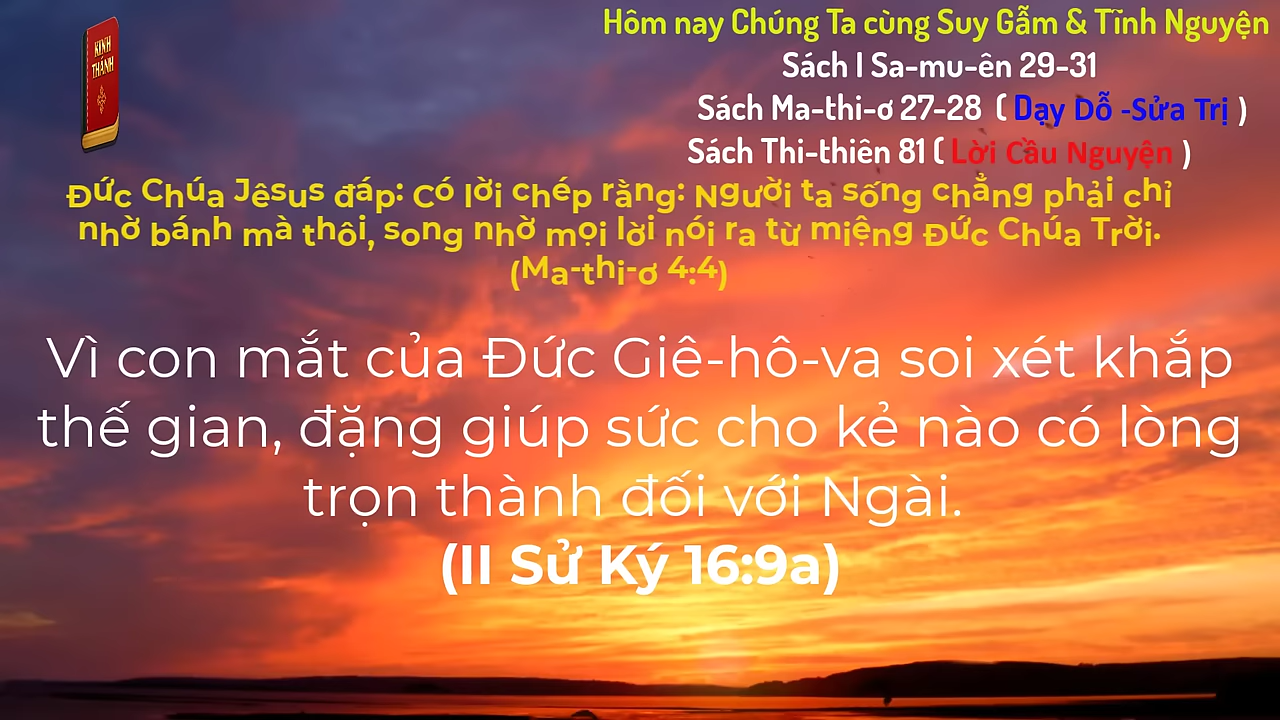 KINH
THÁNH
Hôm nay Chúng Ta cùng Suy Gẫm & Tĩnh Nguyện
Sách I Sa-mu-ên 29-31
Sách Ma-thi-ơ 27-28 ( Dạy Dỗ -Sửa Trị )
Sách Thi-thiên 81 ( Lời Cầu Nguyện )
Đức Chúa Jêsus đáp: Có lời chép rằng: Người ta sống chẳng phải chỉ
nhờ bánh mà thôi, song nhờ mọi lời nói ra từ miệng Đức Chúa Trời.
(Ma-thi-ơ 4:4)
Vì con mắt của Đức Giê-hô-va soi xét khắp
thế gian, đặng giúp sức cho kẻ nào có lòng
trọn thành đối với Ngài.
(II Sử Ký 16:9a)